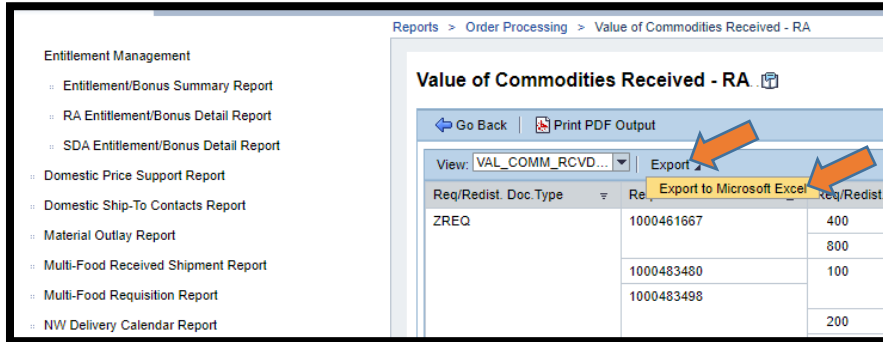 Reports > Order Processing > Value of Commodities Received - RA
Entitlement Management
Entitlement/Bonus Summary Report
RA Entitlement/Bonus Detail Report
SDA Entitlement/Bonus Detail Report
Domestic Price Support Report
Domestic Ship-To Contacts Report
Material Outlay Report
Multi-Food Received Shipment Report
Multi-Food Requisition Report
NW Delivery Calendar Report
Value of Commodities Received - RA
Go Back Print PDF Output
View: VAL_COMM_RCVD... Export
Export to Microsoft Excel
Req/Redist. Doc.Type Req/Redist.
ZREQ 1000461667 400
800
1000483480 100
1000483498
200